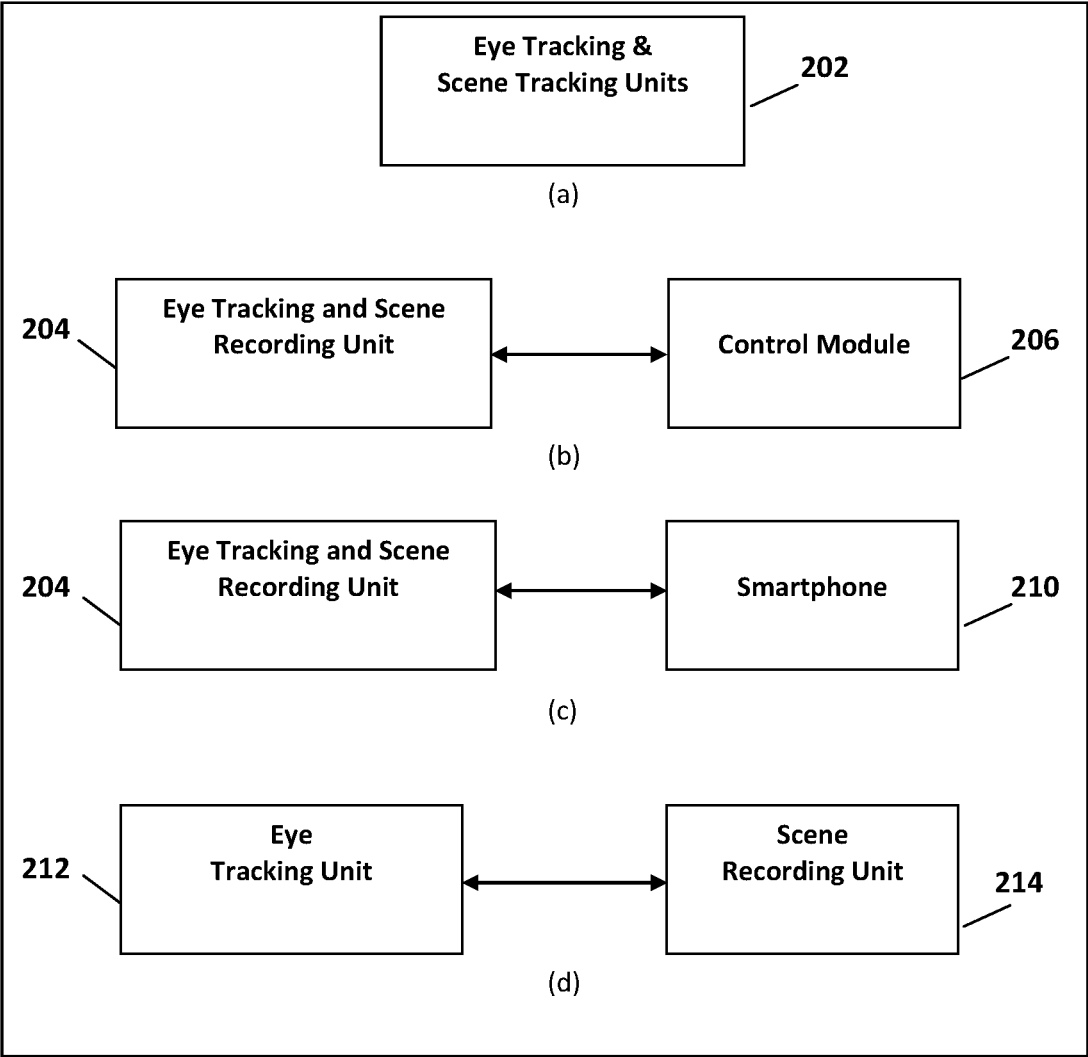 Eye Tracking &
Scene Tracking Units
202
(a)
204
Eye Tracking and Scene
Recording Unit
Control Module
206
(b)
204
Eye Tracking and Scene
Recording Unit
Smartphone
210
(c)
212
Eye
Tracking Unit
Scene
Recording Unit
214
(d)